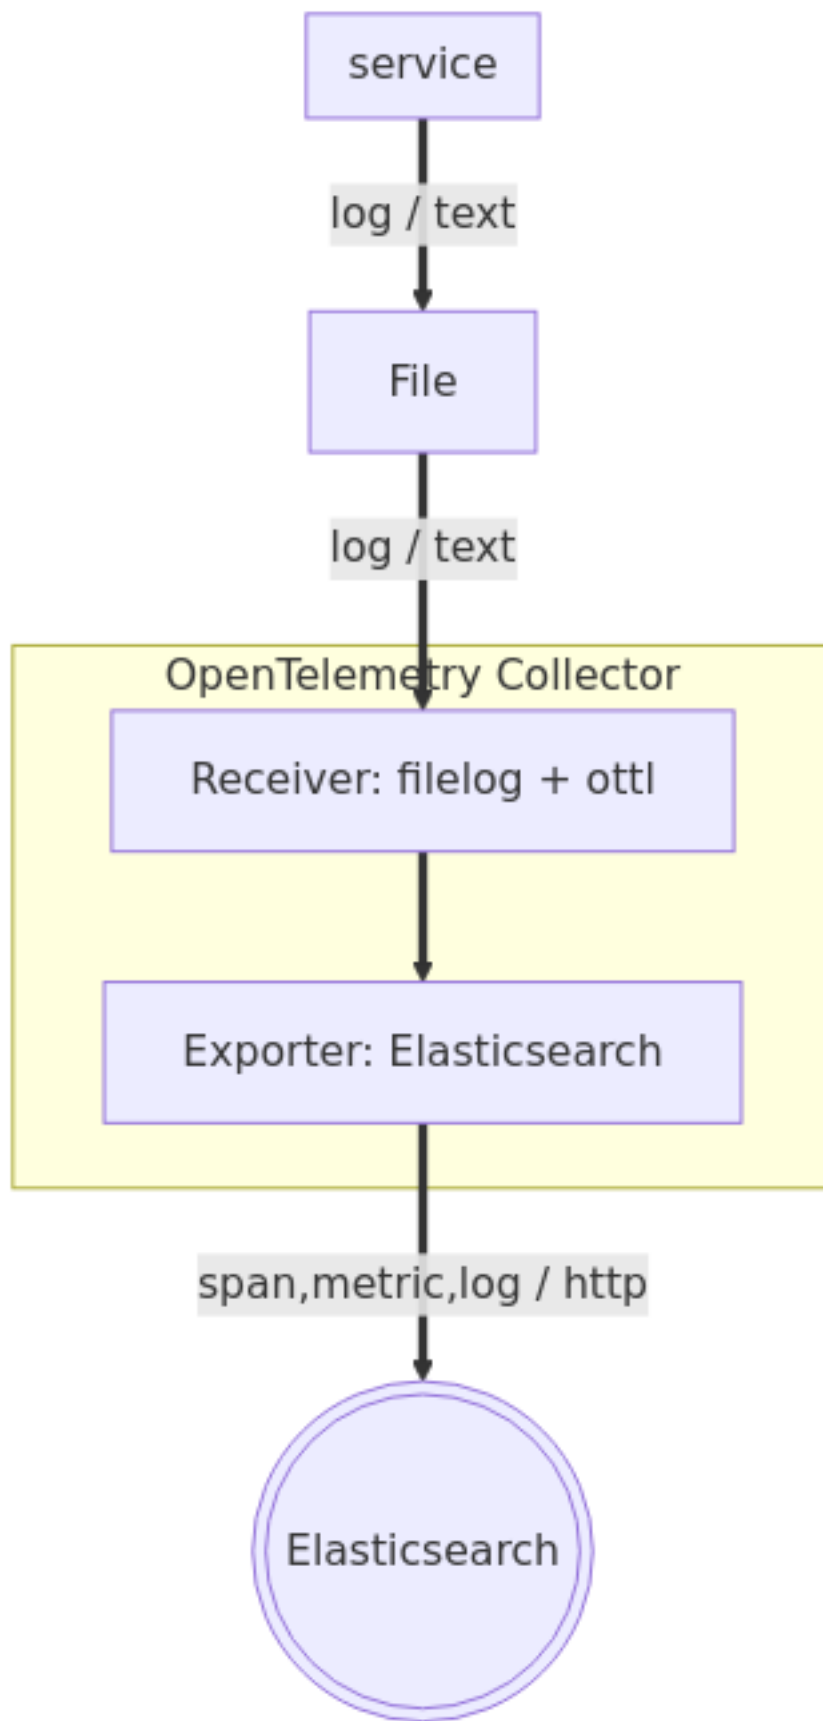 service
log / text
File
log / text
OpenTelemetry Collector
Receiver: filelog + ottl
Exporter: Elasticsearch
span,metric,log / http
Elasticsearch